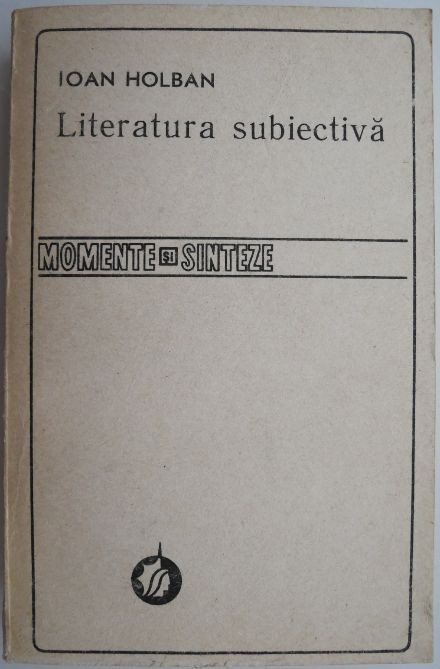 IOAN HOLBAN
Literatura subiectivă
MOMENTE ȘI SINTEZE